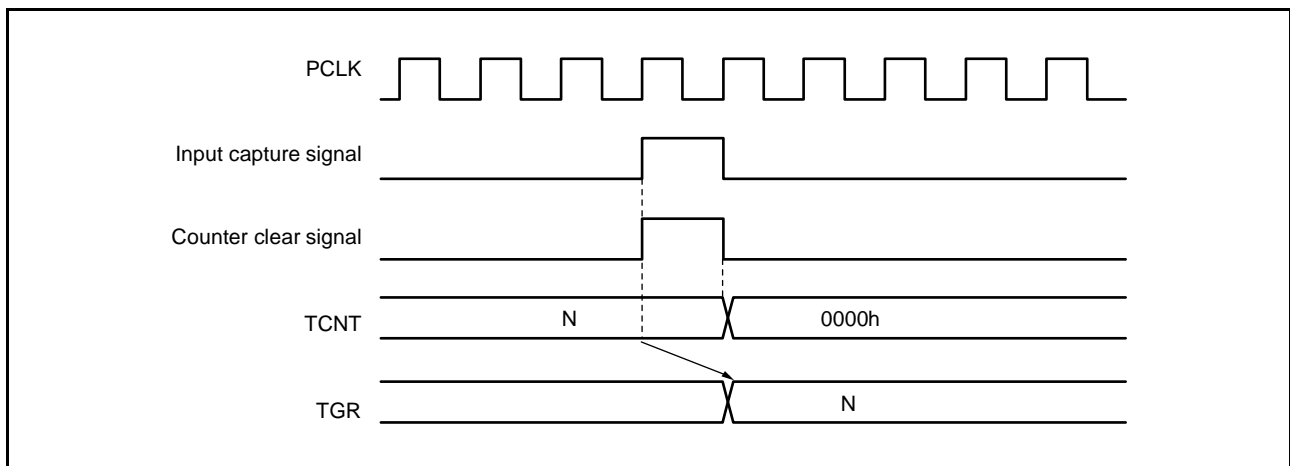 PCLK
Input capture signal
Counter clear signal
TCNT
N
0000h
TGR
N